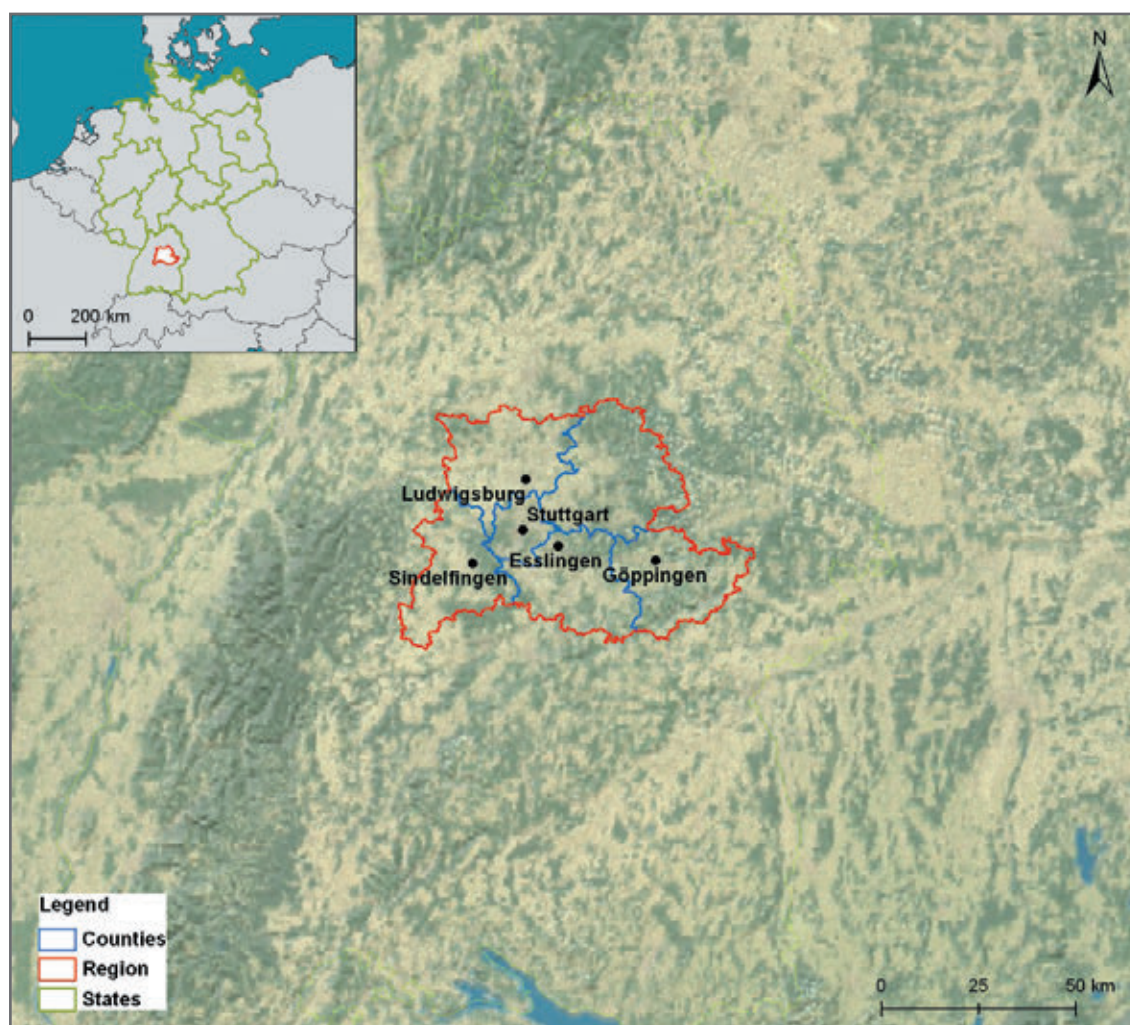 N
0 200 km
Ludwigsburg
Stuttgart
Esslingen
Sindelfingen
Göppingen
Legend
Counties
Region
States
0 25 50 km